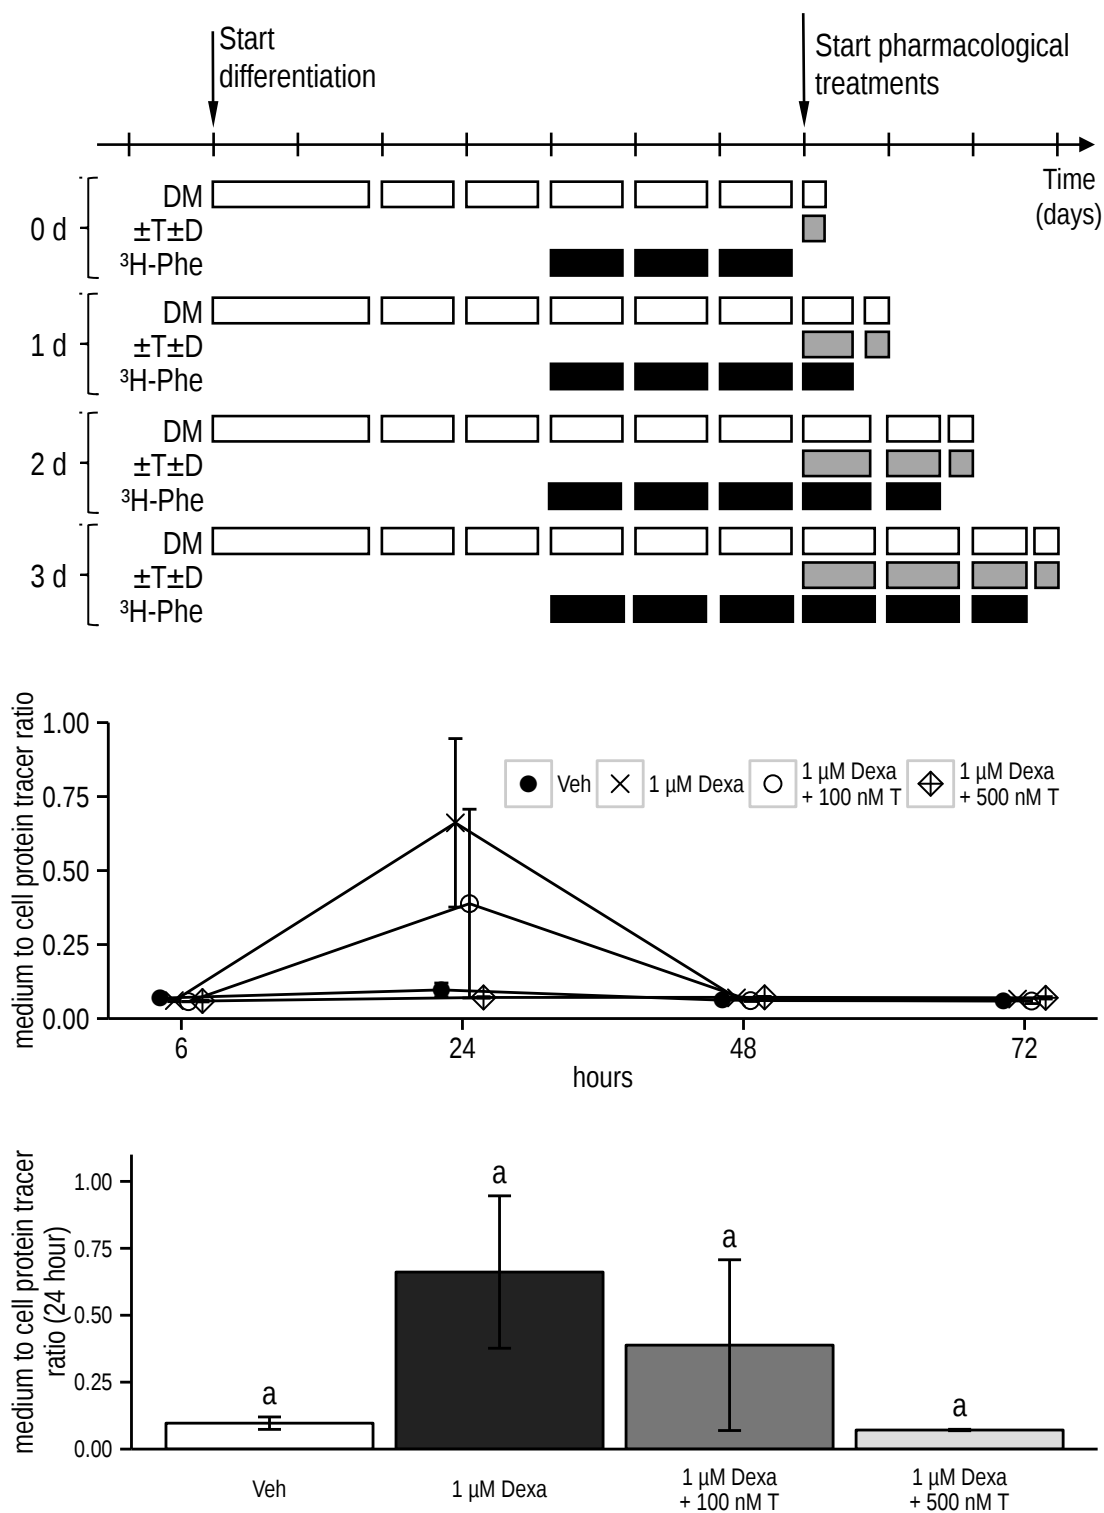 Start
differentiation
Start pharmacological
treatments
Time
(days)
0 d
DM
±T±D
³H-Phe
1 d
DM
±T±D
³H-Phe
2 d
DM
±T±D
³H-Phe
3 d
DM
±T±D
³H-Phe
medium to cell protein tracer ratio
1.00
0.75
0.50
0.25
0.00
Veh
1 µM Dexa
1 µM Dexa
+ 100 nM T
1 µM Dexa
+ 500 nM T
6
24
48
72
hours
medium to cell protein tracer
ratio (24 hour)
1.00
0.75
0.50
0.25
0.00
a
a
a
a
Veh
1 µM Dexa
1 µM Dexa
+ 100 nM T
1 µM Dexa
+ 500 nM T